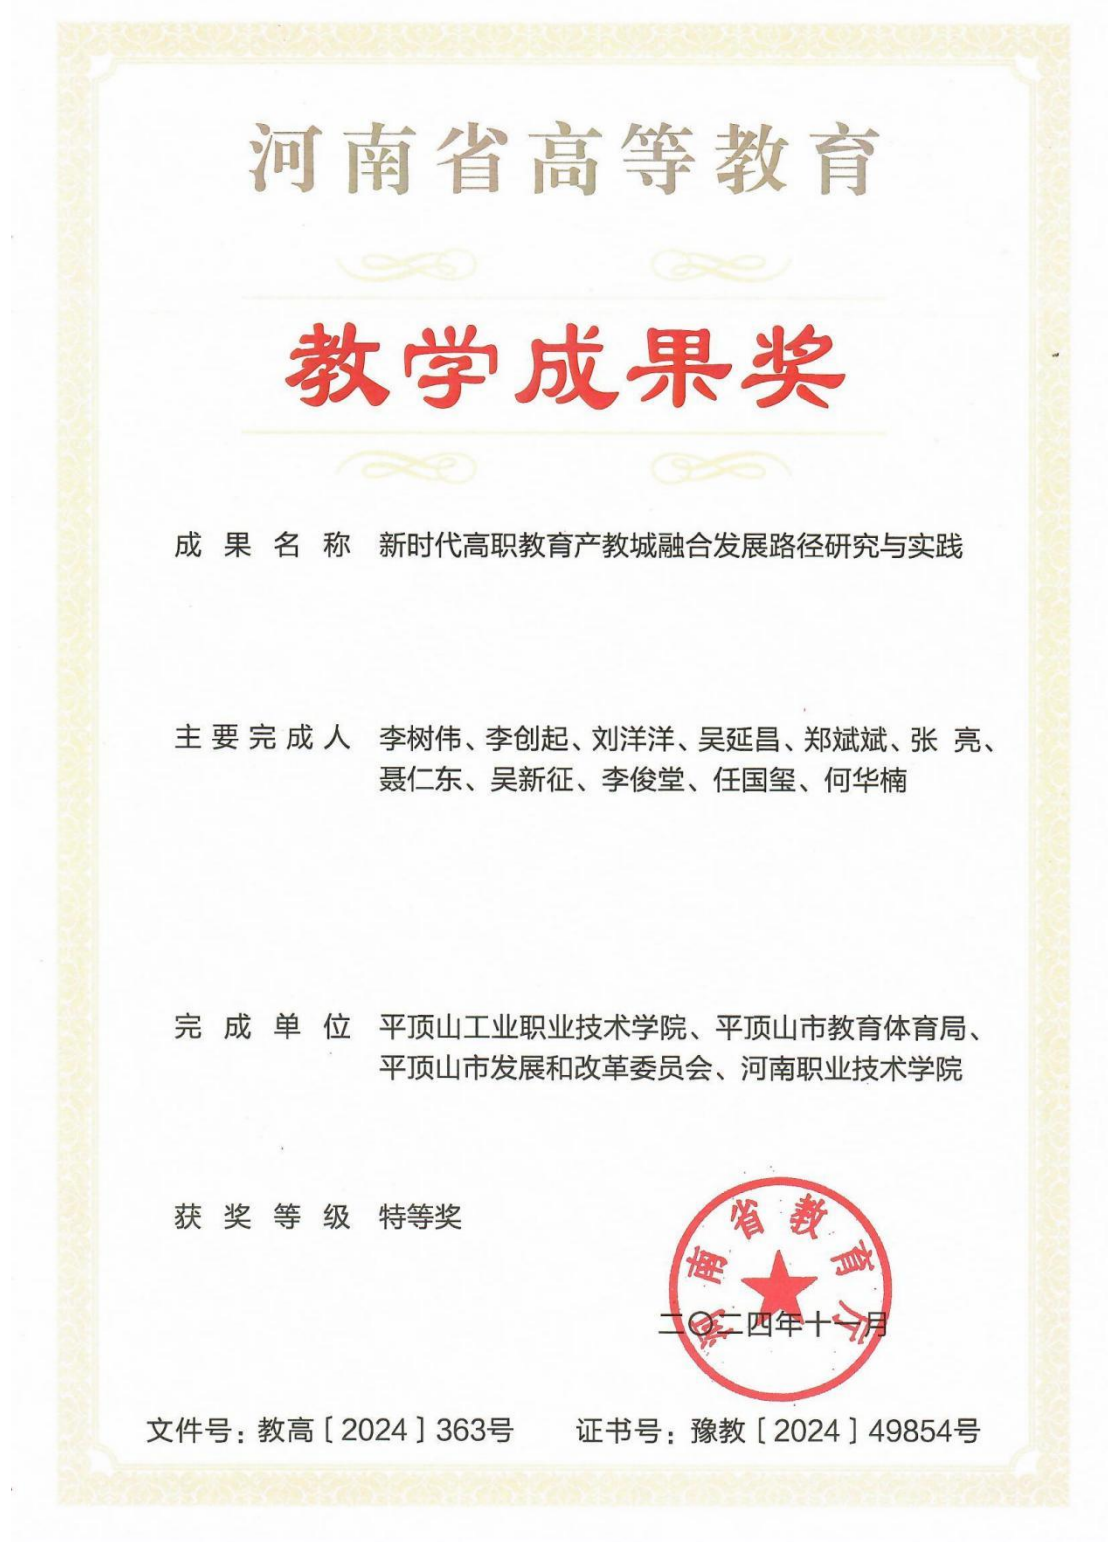 河南省高等教育
教学成果奖
成果名称 新时代高职教育产教城融合发展路径研究与实践
主要完成人 李树伟、李创起、刘洋洋、吴延昌、郑斌斌、张 亮、
聂仁东、吴新征、李俊堂、任国玺、何华楠
完成单位 平顶山工业职业技术学院、平顶山市教育体育局、
平顶山市发展和改革委员会、河南职业技术学院
获奖等级 特等奖
河南省教育厅
二〇二四年十一月
文件号：教高〔2024〕363号 证书号：豫教〔2024〕49854号